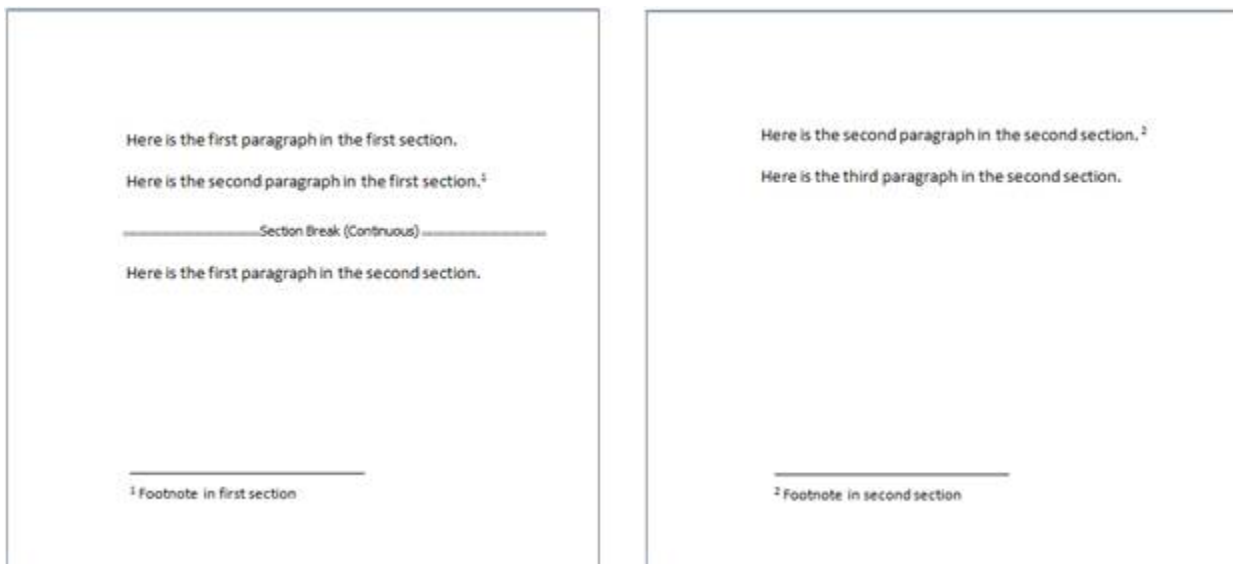 Here is the first paragraph in the first section.
Here is the second paragraph in the first section.¹
Section Break (Continuous)
Here is the first paragraph in the second section.
¹ Footnote in first section
Here is the second paragraph in the second section. ²
Here is the third paragraph in the second section.
² Footnote in second section